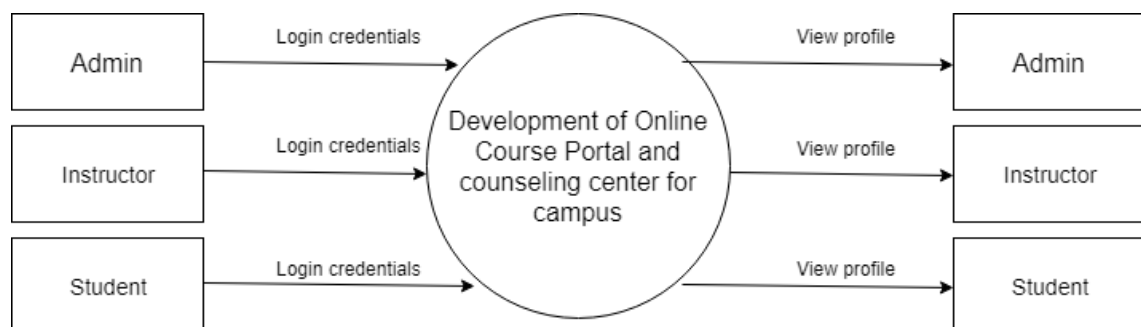 Login credentials
View profile
Admin
Admin
Development of Online
Course Portal and
counseling center for
campus
Login credentials
View profile
Instructor
Instructor
Login credentials
View profile
Student
Student